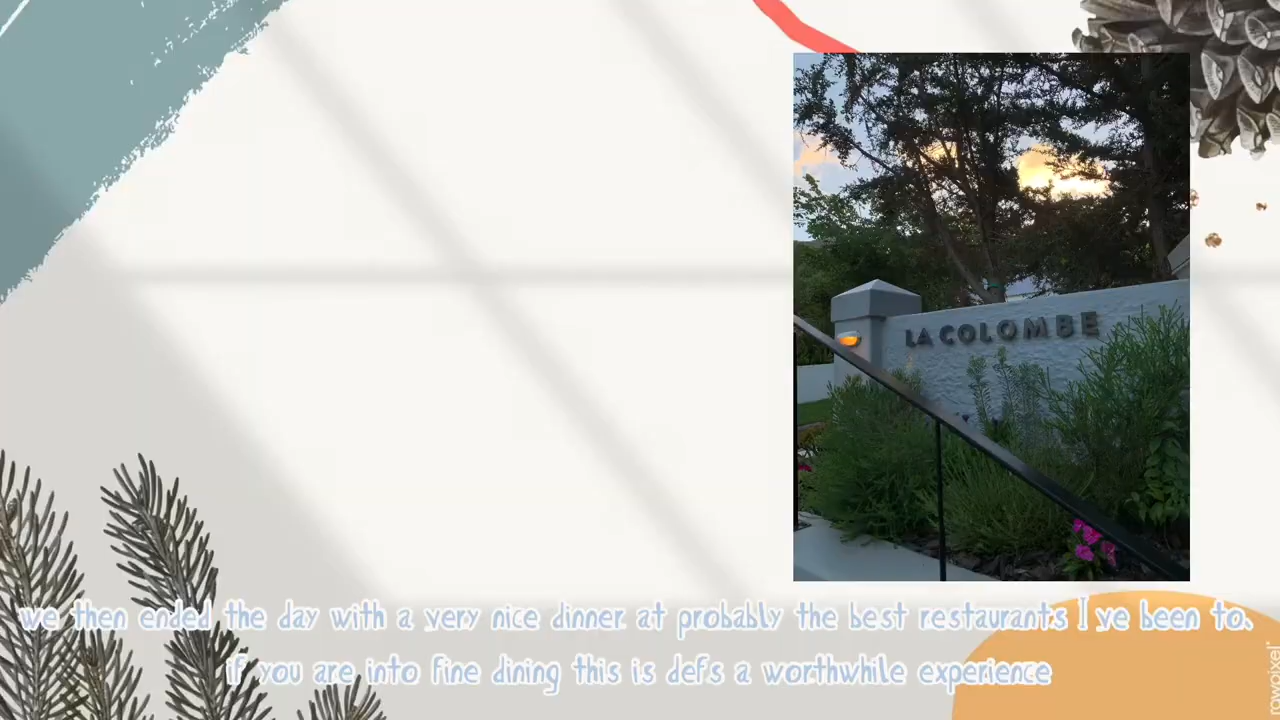 LA COLOMBE
we then ended the day with a very nice dinner at probably the best restaurants I've been to.
if you are into fine dining this is defs a worthwhile experience
rawpixel